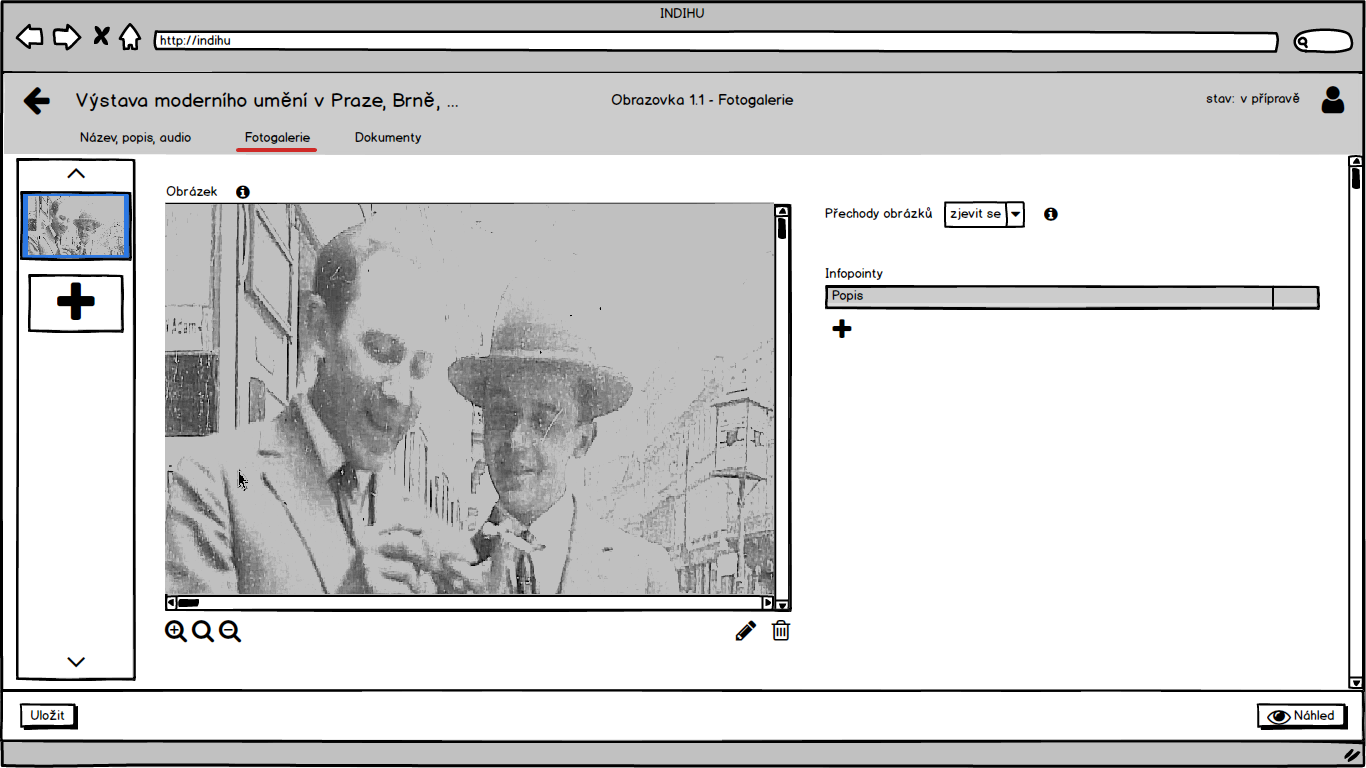 INDIHU
http://indihu
Výstava moderního umění v Praze, Brně, ...
Obrazovka 1.1 - Fotogalerie
stav: v přípravě
Název, popis, audio
Fotogalerie
Dokumenty
Obrázek
Přechody obrázků
zjevit se
Infopointy
Popis
Uložit
Náhled